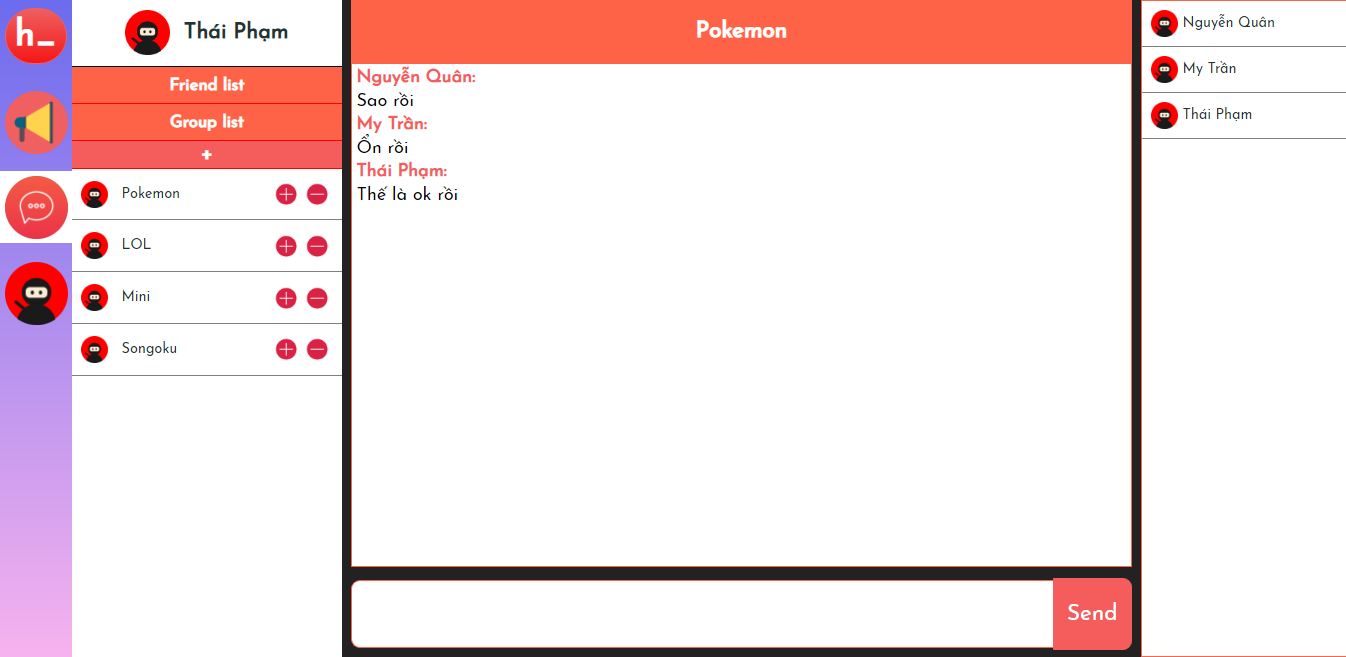 h_
Thái Phạm
Friend list
Group list
+
Pokemon
LOL
Mini
Songoku
Pokemon
Nguyễn Quân:
Sao rồi
My Trần:
Ổn rồi
Thái Phạm:
Thế là ok rồi
Send
Nguyễn Quân
My Trần
Thái Phạm